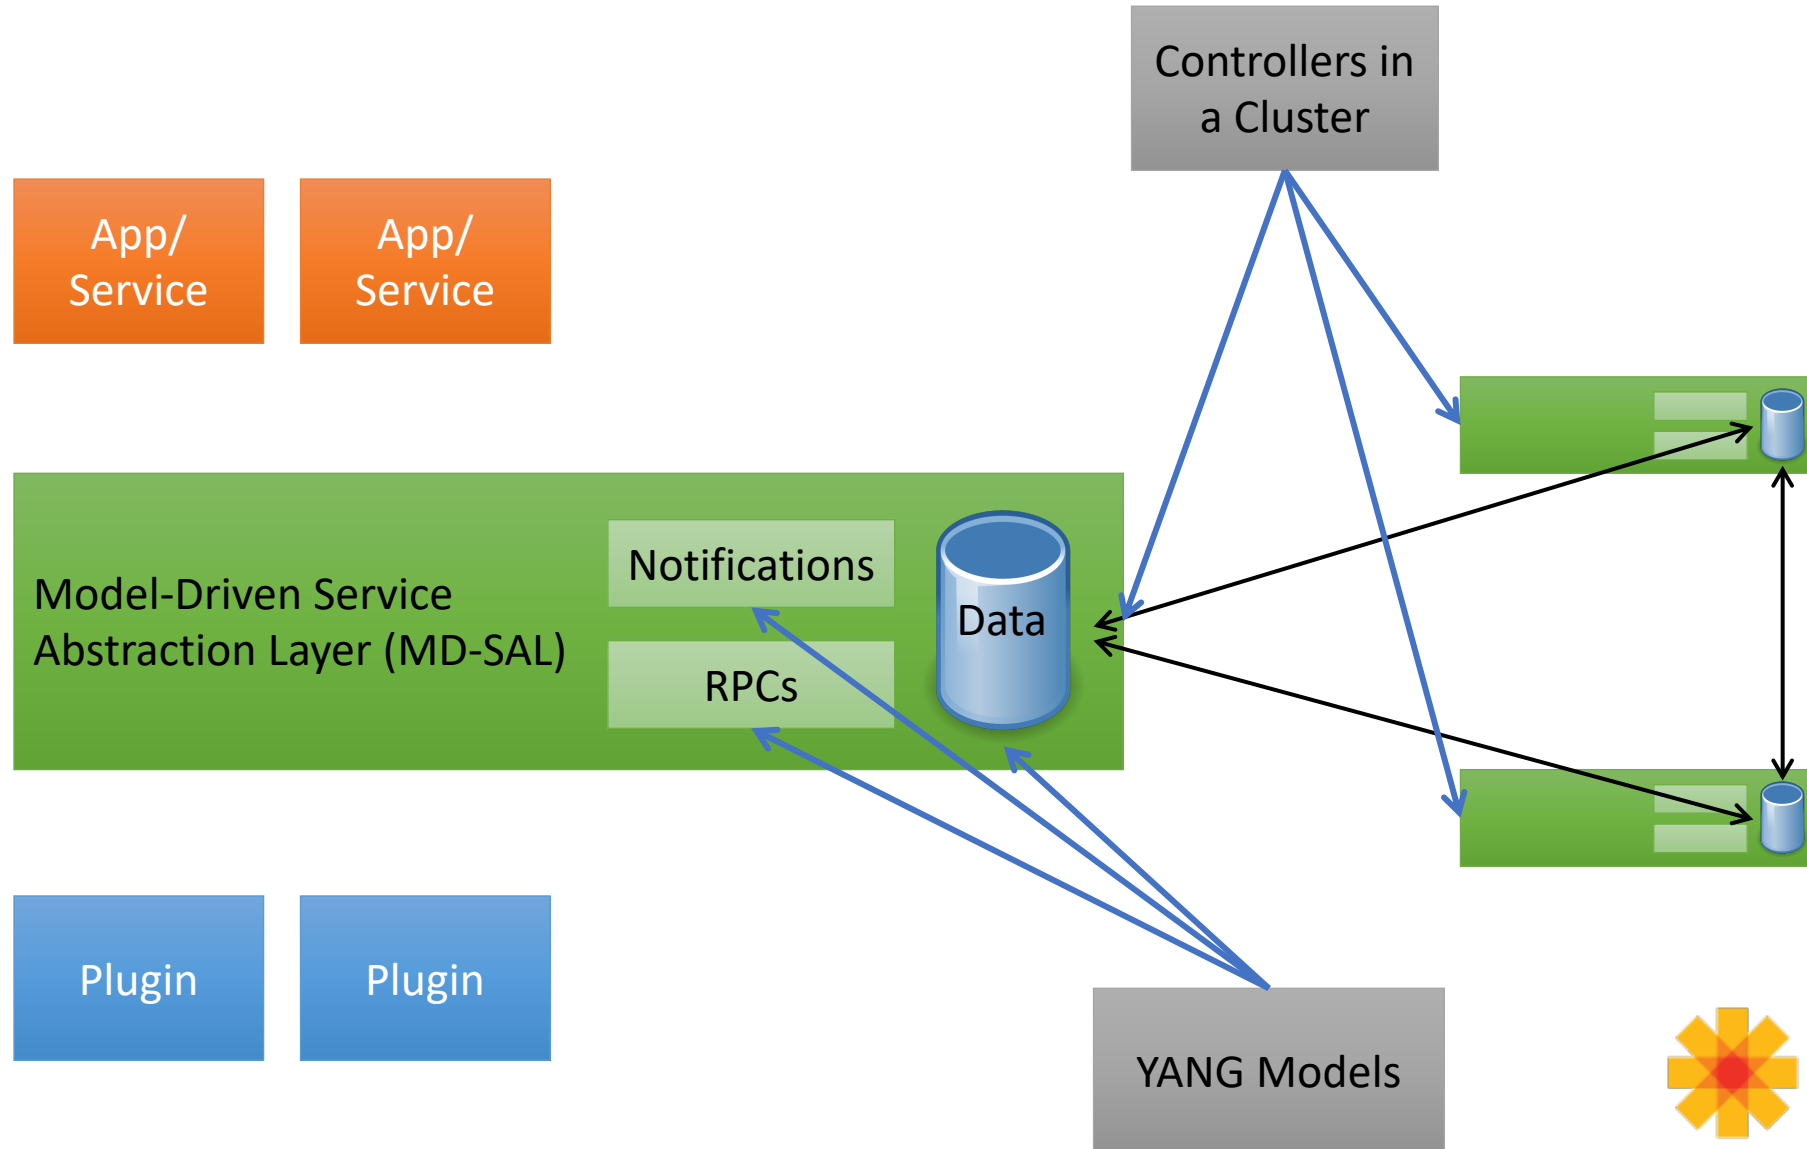 Controllers in
a Cluster
App/
Service
App/
Service
Model-Driven Service
Abstraction Layer (MD-SAL)
Notifications
RPCs
Data
Plugin
Plugin
YANG Models